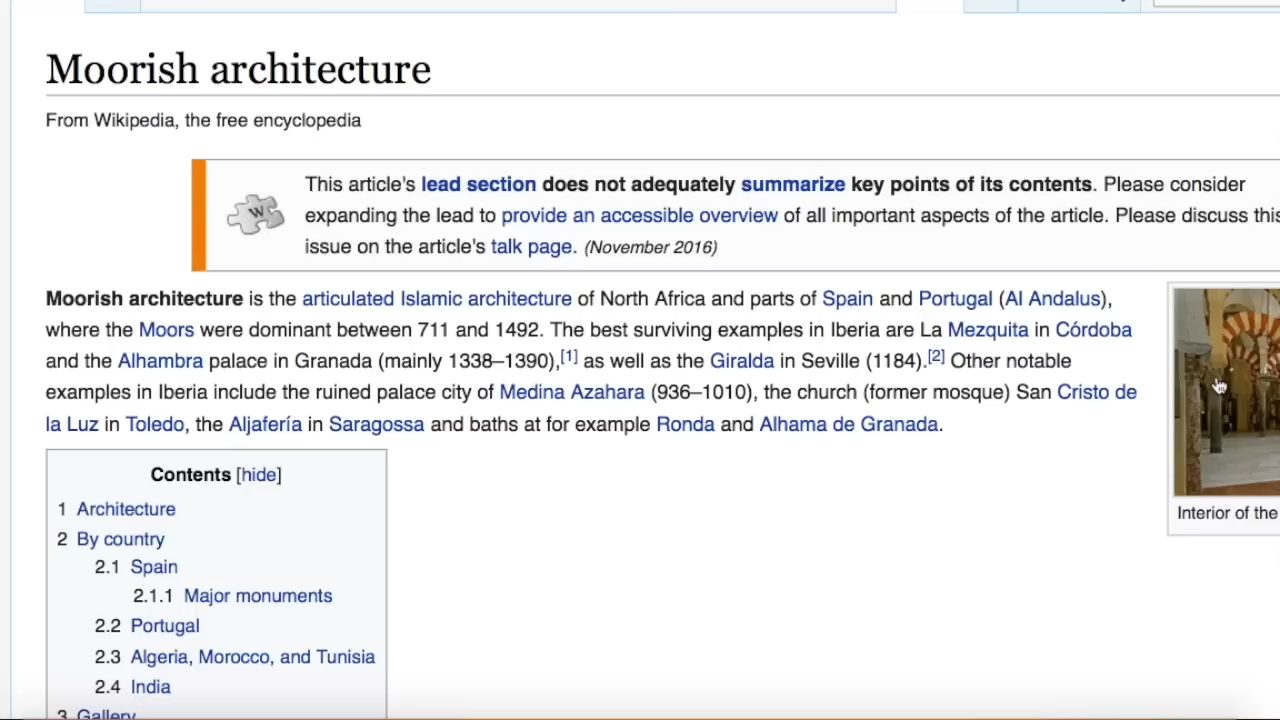 Moorish architecture
From Wikipedia, the free encyclopedia
This article's lead section does not adequately summarize key points of its contents. Please consider
expanding the lead to provide an accessible overview of all important aspects of the article. Please discuss this
issue on the article's talk page. (November 2016)
Moorish architecture is the articulated Islamic architecture of North Africa and parts of Spain and Portugal (Al Andalus),
where the Moors were dominant between 711 and 1492. The best surviving examples in Iberia are La Mezquita in Córdoba
and the Alhambra palace in Granada (mainly 1338–1390),[1] as well as the Giralda in Seville (1184).[2] Other notable
examples in Iberia include the ruined palace city of Medina Azahara (936–1010), the church (former mosque) San Cristo de
la Luz in Toledo, the Aljafería in Saragossa and baths at for example Ronda and Alhama de Granada.
Interior of the
Contents [hide]
1 Architecture
2 By country
2.1 Spain
2.1.1 Major monuments
2.2 Portugal
2.3 Algeria, Morocco, and Tunisia
2.4 India
3 Gallery